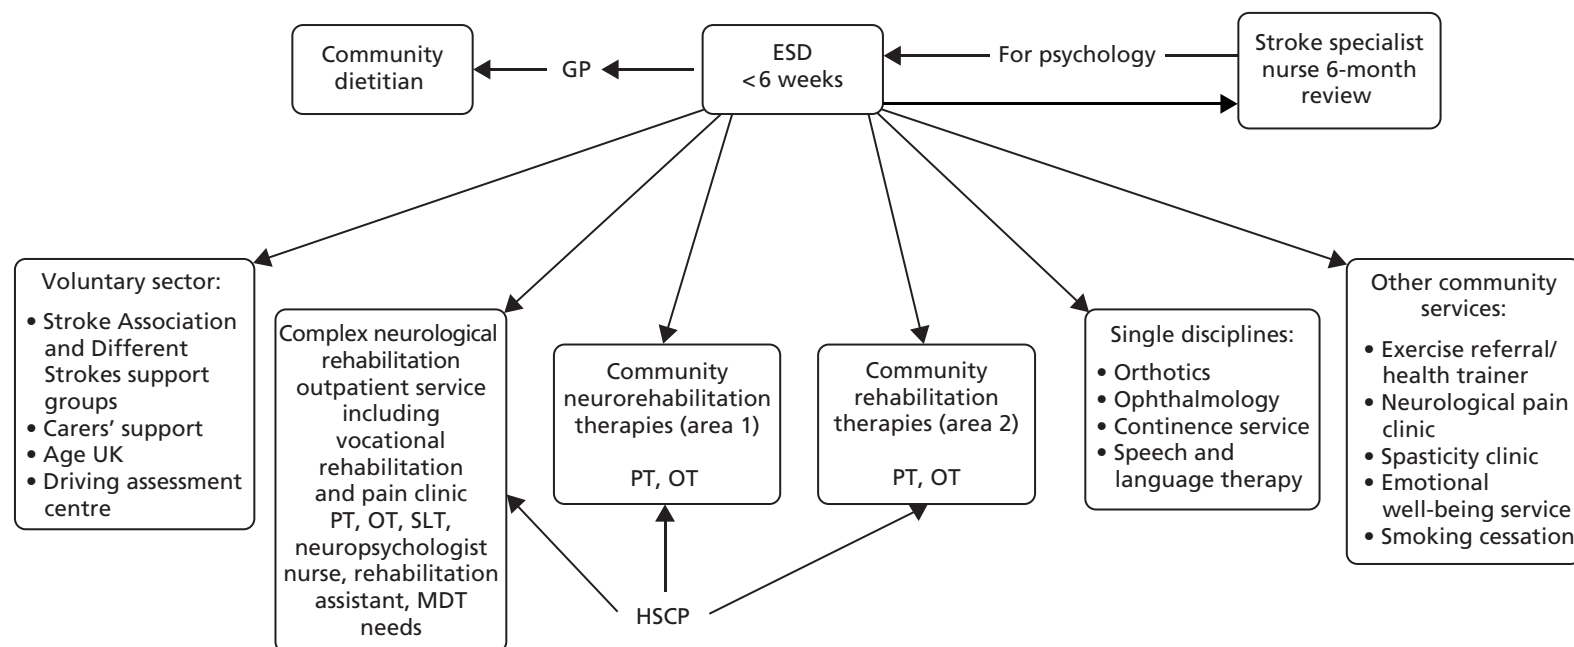 Community
dietitian
GP
ESD
<6 weeks
For psychology
Stroke specialist
nurse 6-month
review
Voluntary sector:
• Stroke Association
and Different
Strokes support
groups
• Carers’ support
• Age UK
• Driving assessment
centre
Complex neurological
rehabilitation
outpatient service
including
vocational
rehabilitation
and pain clinic
PT, OT, SLT,
neuropsychologist
nurse, rehabilitation
assistant, MDT
needs
Community
neurorehabilitation
therapies (area 1)
PT, OT
Community
rehabilitation
therapies (area 2)
PT, OT
Single disciplines:
• Orthotics
• Ophthalmology
• Continence service
• Speech and
language therapy
Other community
services:
• Exercise referral/
health trainer
• Neurological pain
clinic
• Spasticity clinic
• Emotional
well-being service
• Smoking cessation
HSCP